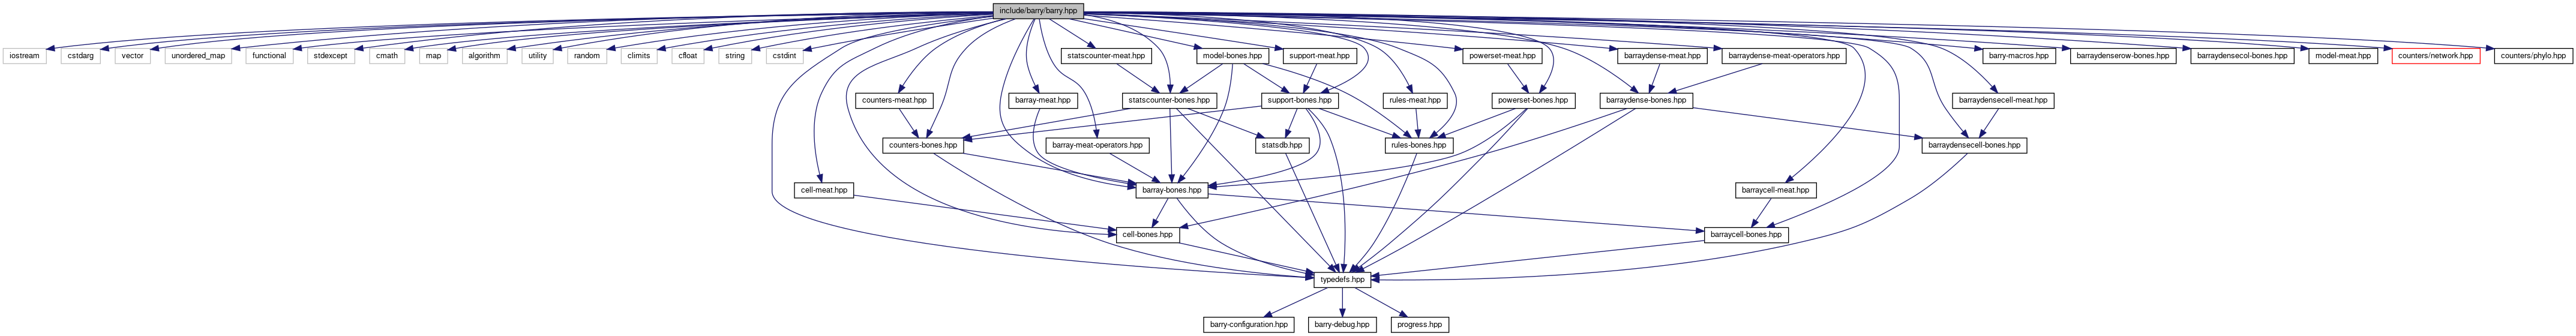 include/barry/barry.hpp
iostream
cstdarg
vector
unordered_map
functional
stdexcept
cmath
map
algorithm
utility
random
climits
cfloat
string
cstdint
statscounter-meat.hpp
model-bones.hpp
support-meat.hpp
powerset-meat.hpp
barraydense-meat.hpp
barraydense-meat-operators.hpp
barry-macros.hpp
barraydenserow-bones.hpp
barraydensecol-bones.hpp
model-meat.hpp
counters/network.hpp
counters/phylo.hpp
counters-meat.hpp
barray-meat.hpp
statscounter-bones.hpp
support-bones.hpp
rules-meat.hpp
powerset-bones.hpp
barraydense-bones.hpp
barraydensecell-meat.hpp
counters-bones.hpp
barray-meat-operators.hpp
statsdb.hpp
rules-bones.hpp
barraydensecell-bones.hpp
cell-meat.hpp
barray-bones.hpp
barraycell-meat.hpp
cell-bones.hpp
barraycell-bones.hpp
typedefs.hpp
barry-configuration.hpp
barry-debug.hpp
progress.hpp